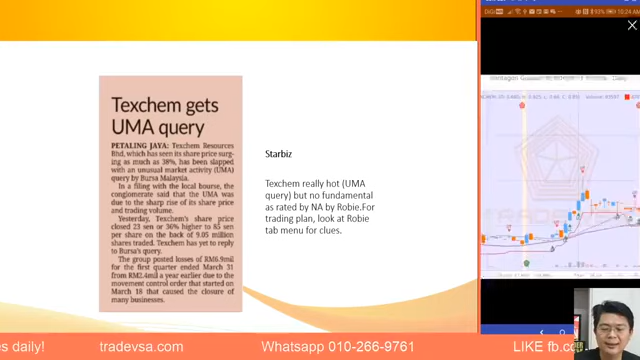 Texchem gets
UMA query
PETALING JAYA: Texchem Resources
Bhd, which has seen its share price surg-
ing as much as 38%, has been slapped
with an unusual market activity (UMA)
query by Bursa Malaysia.
In a filing with the local bourse, the
conglomerate said that the UMA was
due to the sharp rise of its share price
and trading volume.
Yesterday, Texchem's share price
closed 23 sen or 36% higher to 85 sen
per share on the back of 9.05 million
shares traded. Texchem has yet to reply
to Bursa's query.
The group posted losses of RM6.9mil
for the first quarter ended March 31
from RM2.4mil a year earlier due to the
movement control order that started on
March 18 that caused the closure of
many businesses.
Starbiz
Texchem really hot (UMA
query) but no fundamental
as rated by NA by Robie.For
trading plan, look at Robie
tab menu for clues.
DIGI
93%
10:24 AM
Daily
TRADEVSA
es daily!
tradevsa.com
Whatsapp 010-266-9761
LIKE fb.co